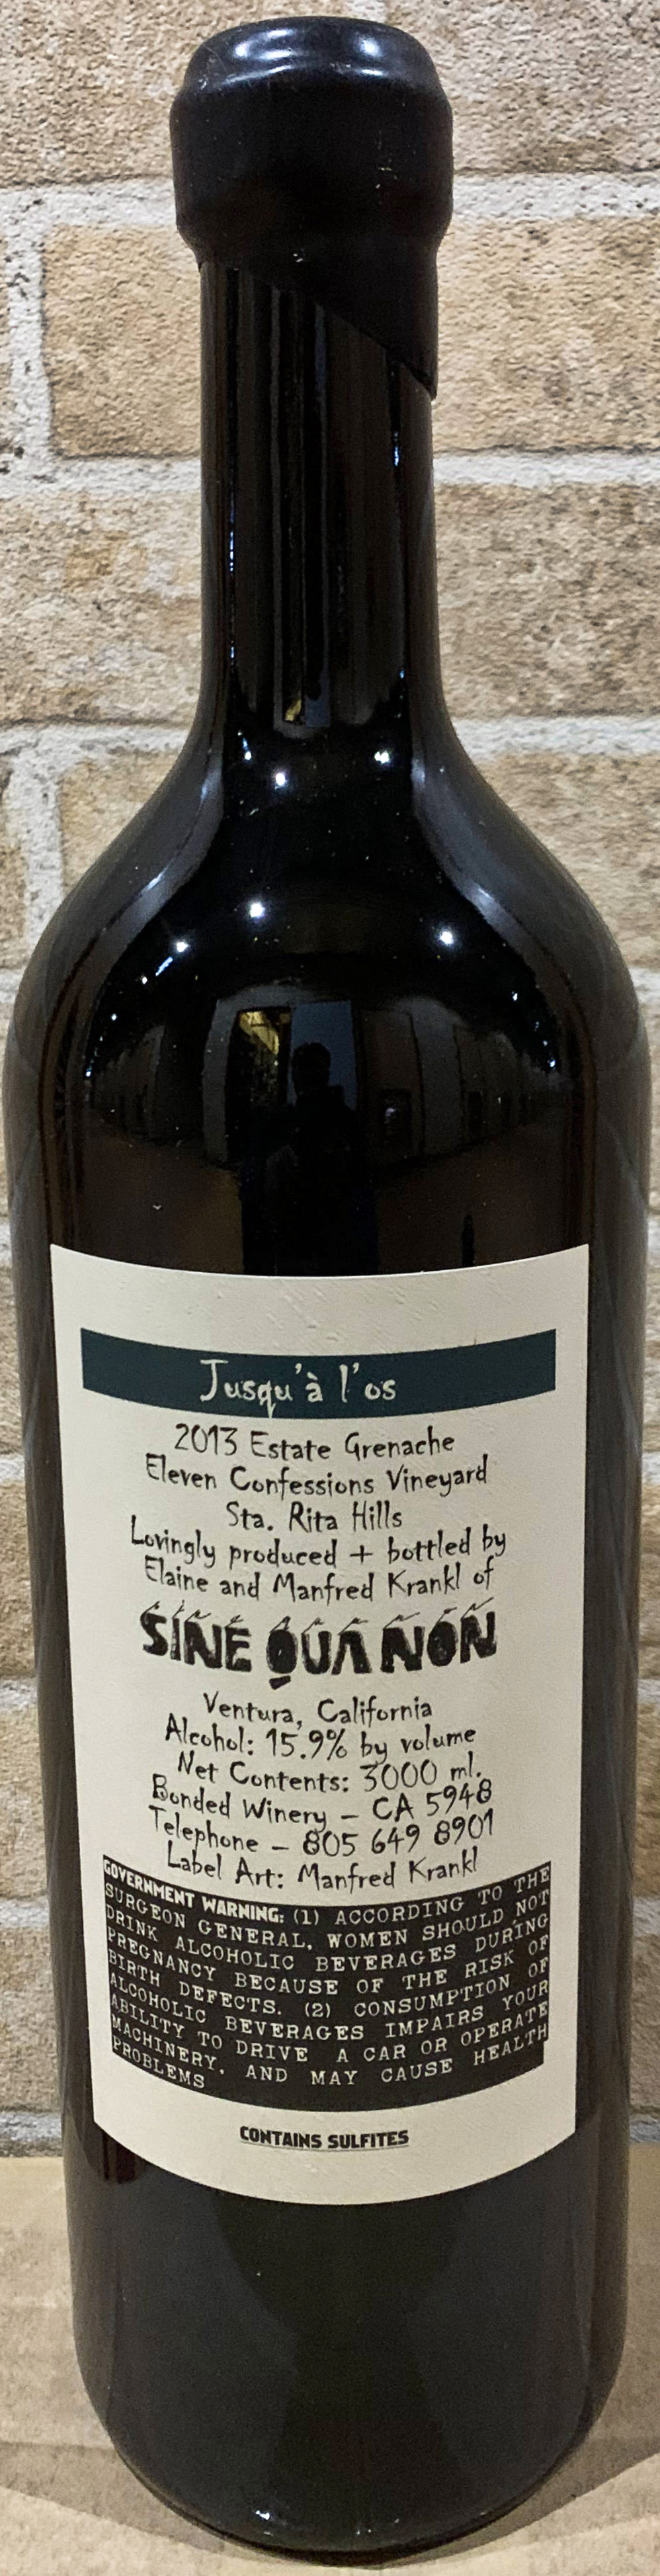 Jusqu'à l'os
2013 Estate Grenache
Eleven Confessions Vineyard
Sta. Rita Hills
Lovingly produced + bottled by
Elaine and Manfred Krankl of
SINE QUA NON
Ventura, California
Alcohol: 15.9% by volume
Net Contents: 3000 ml.
Bonded Winery – CA 5948
Telephone – 805 649 8901
Label Art: Manfred Krankl
GOVERNMENT WARNING: (1) ACCORDING TO THE
SURGEON GENERAL, WOMEN SHOULD NOT
DRINK ALCOHOLIC BEVERAGES DURING
PREGNANCY BECAUSE OF THE RISK OF
BIRTH DEFECTS. (2) CONSUMPTION OF
ALCOHOLIC BEVERAGES IMPAIRS YOUR
ABILITY TO DRIVE A CAR OR OPERATE
MACHINERY, AND MAY CAUSE HEALTH
PROBLEMS
CONTAINS SULFITES